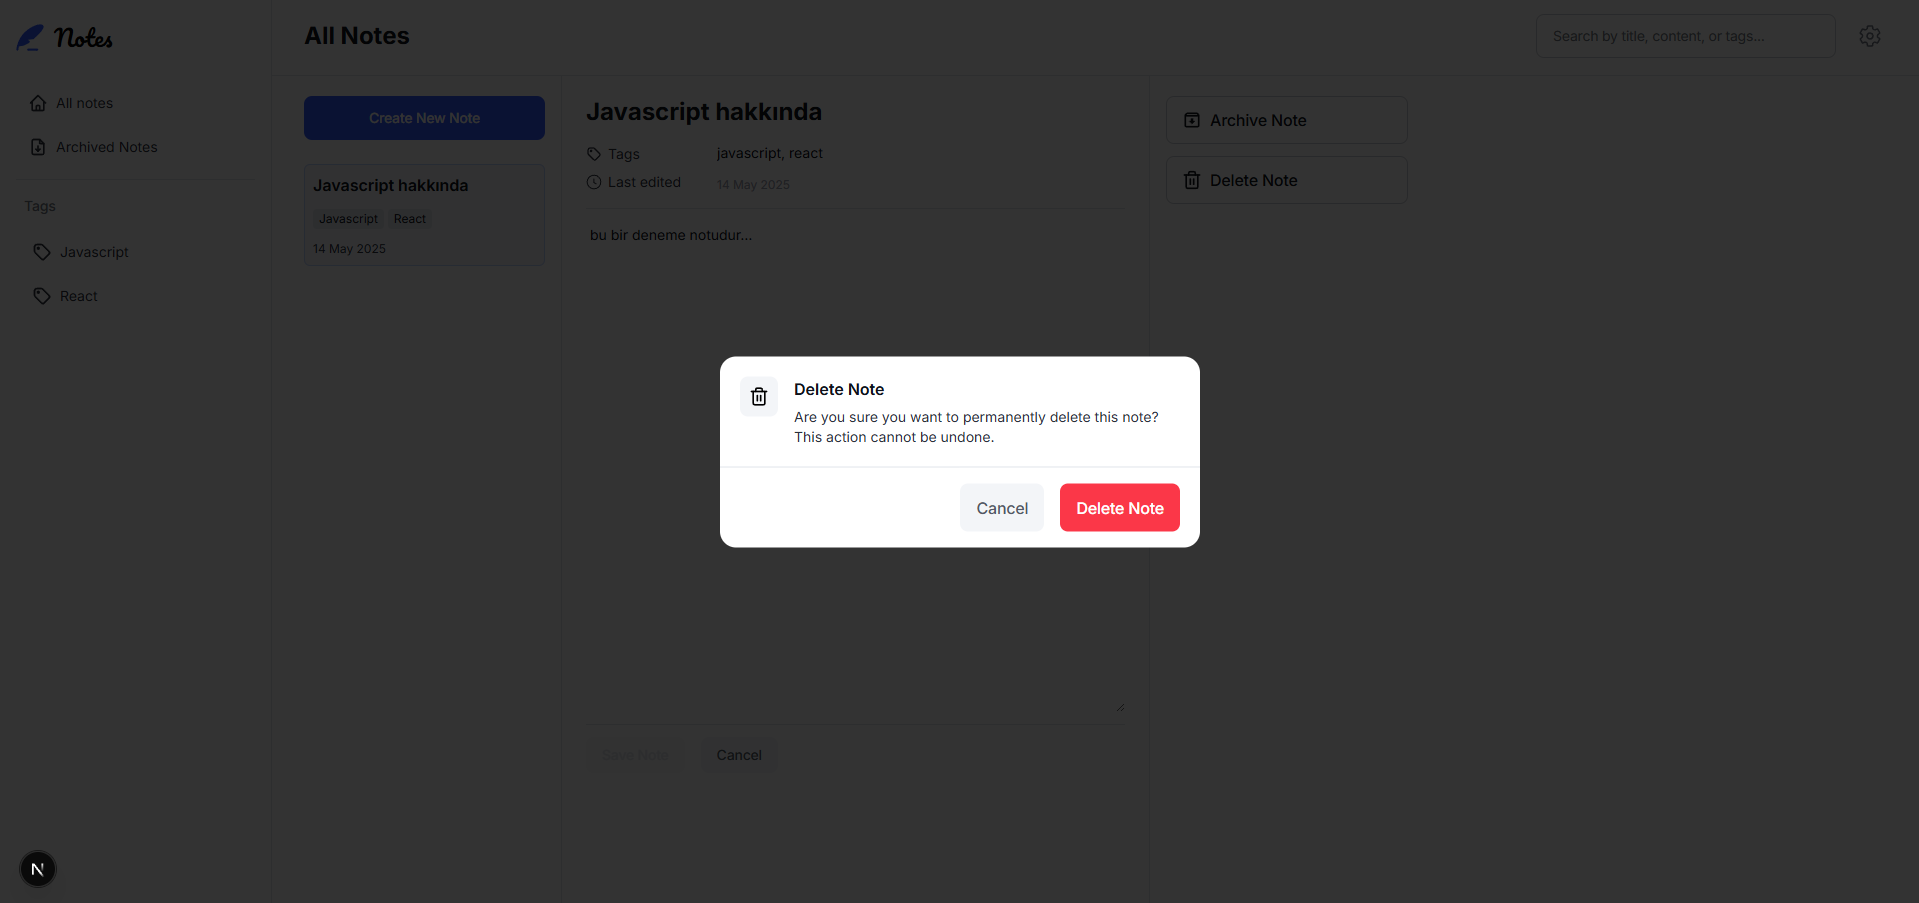 Notes
All Notes
Search by title, content, or tags...
All notes
Archived Notes
Tags
Javascript
React
Create New Note
Javascript hakkında
Javascript React
14 May 2025
Javascript hakkında
Tags javascript, react
Last edited 14 May 2025
bu bir deneme notudur...
Save Note Cancel
Archive Note
Delete Note
Delete Note
Are you sure you want to permanently delete this note?
This action cannot be undone.
Cancel Delete Note
N